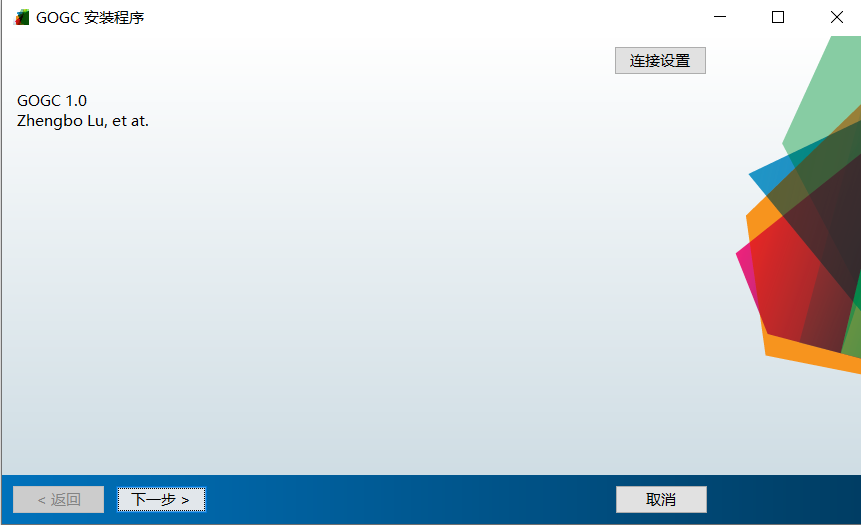 GOGC 安装程序
连接设置
GOGC 1.0
Zhengbo Lu, et at.
< 返回
下一步 >
取消